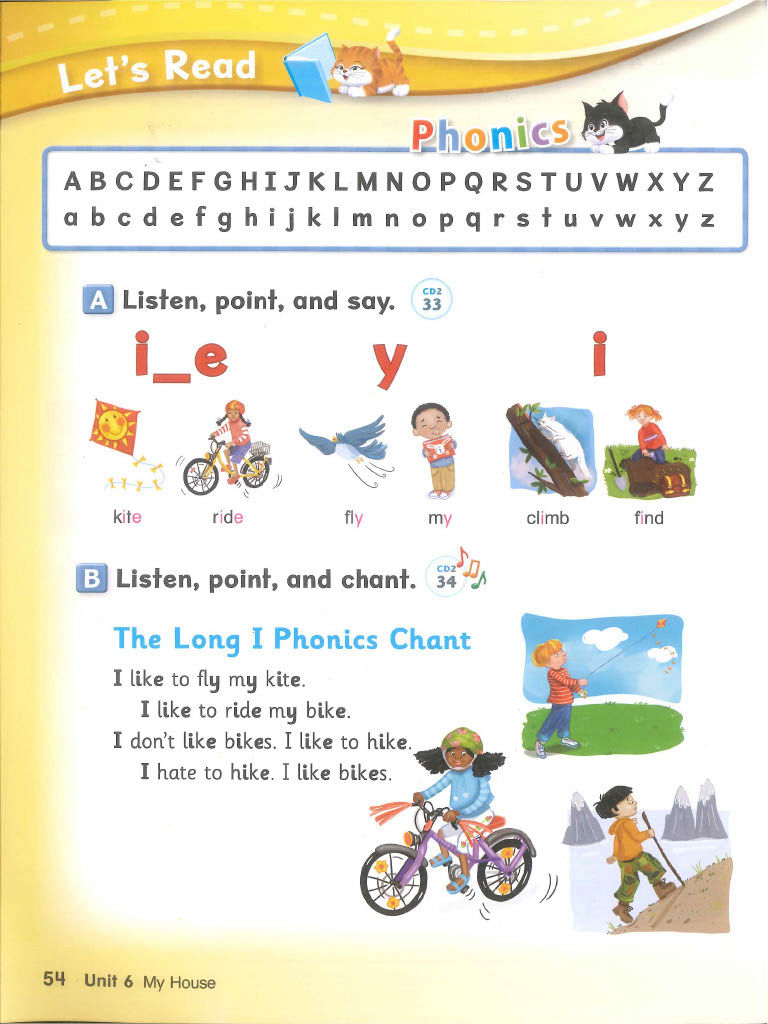 Let's Read
Phonics
A B C D E F G H I J K L M N O P Q R S T U V W X Y Z
a b c d e f g h i j k l m n o p q r s t u v w x y z
A Listen, point, and say. CD2 33
i_e y i
kite ride fly my climb find
B Listen, point, and chant. CD2 34
The Long I Phonics Chant
I like to fly my kite.
I like to ride my bike.
I don't like bikes. I like to hike.
I hate to hike. I like bikes.
54 Unit 6 My House